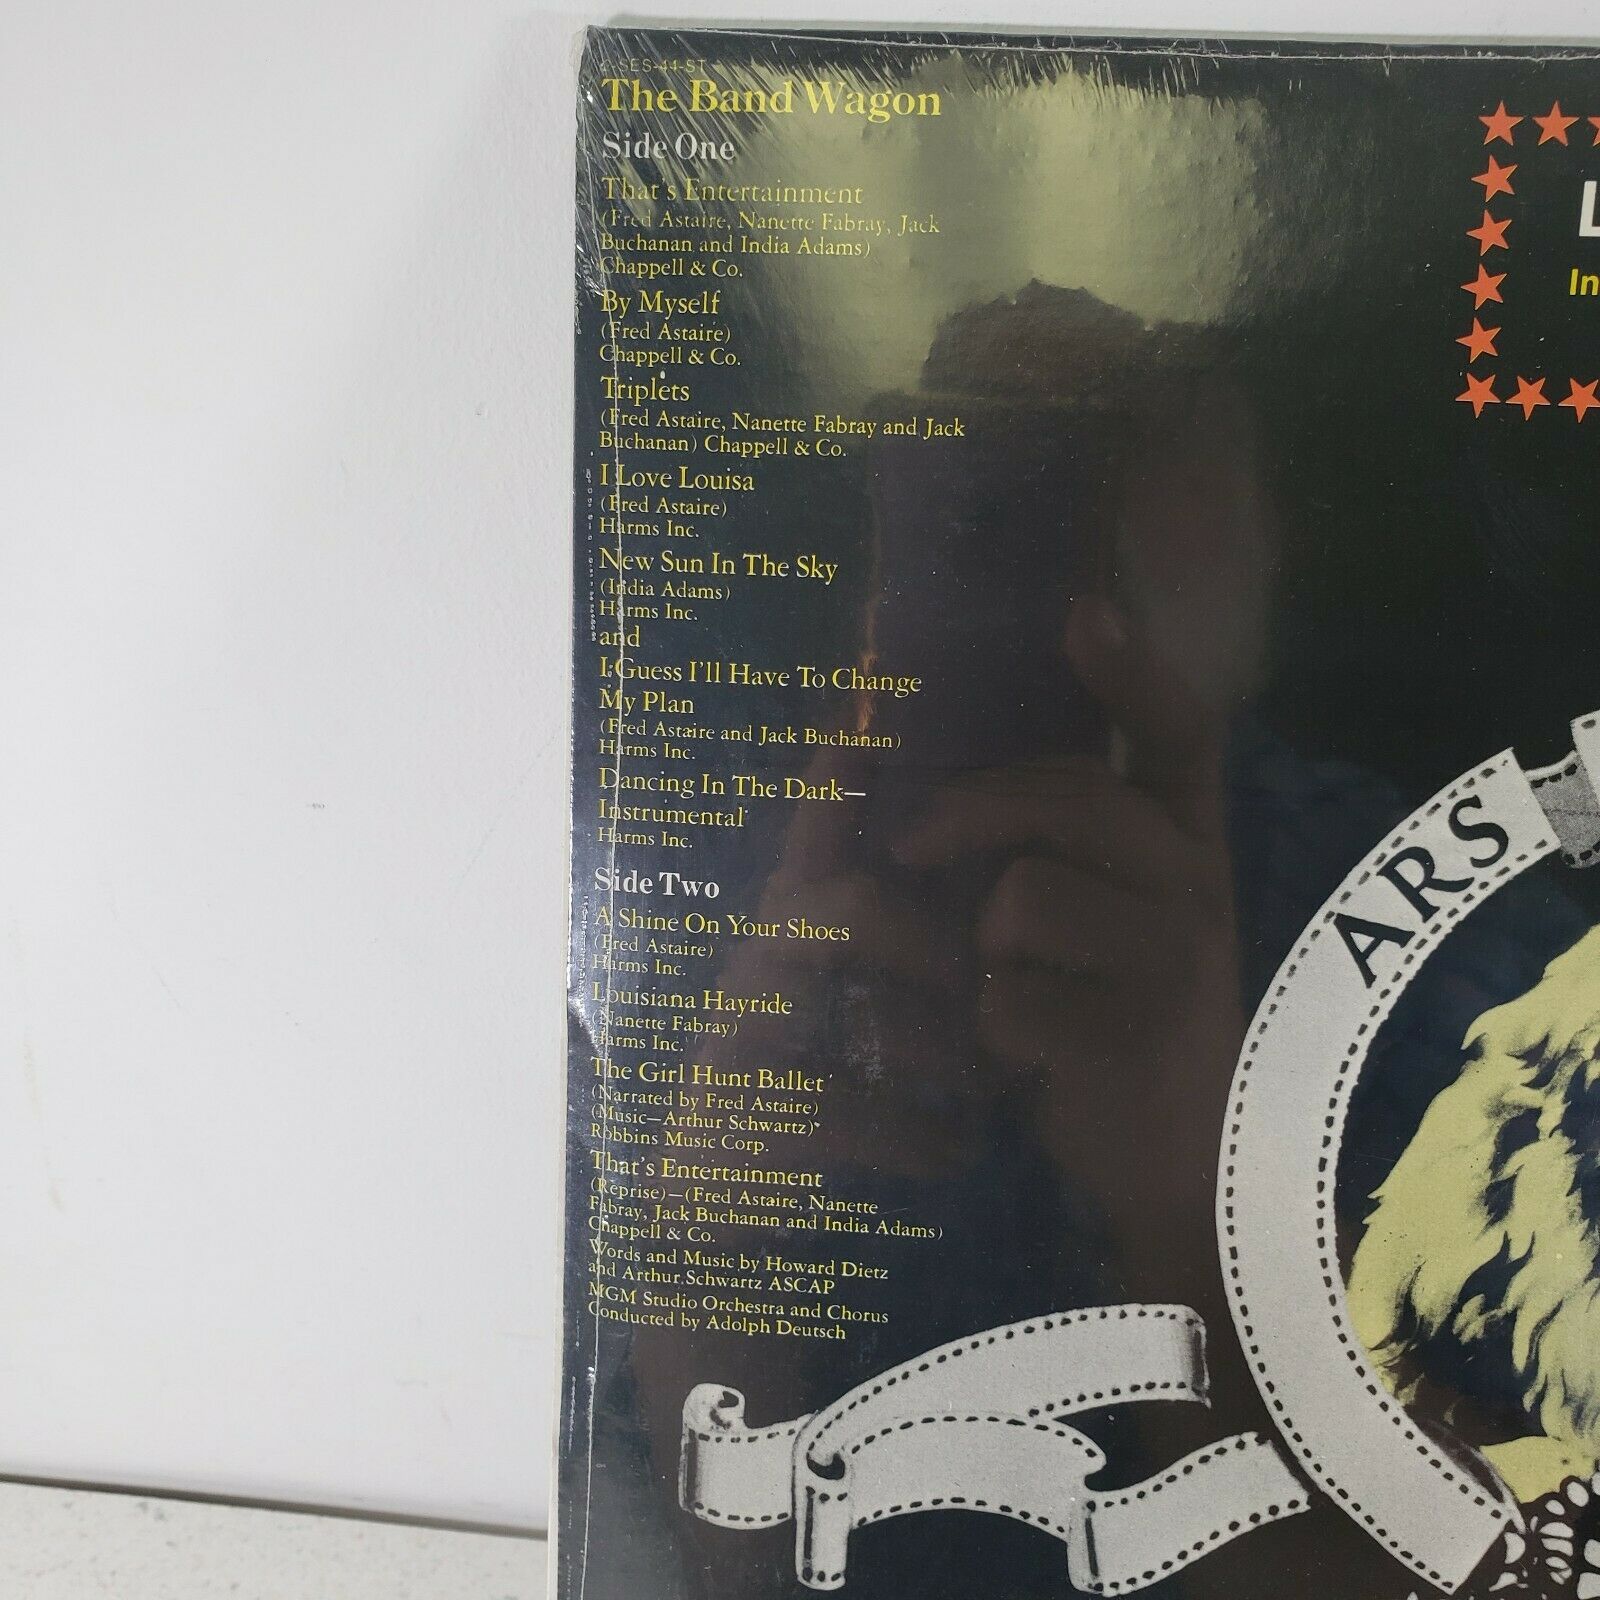 2-SES-44-ST
The Band Wagon
Side One
That's Entertainment
(Fred Astaire, Nanette Fabray, Jack
Buchanan and India Adams)
Chappell & Co.
By Myself
(Fred Astaire)
Chappell & Co.
Triplets
(Fred Astaire, Nanette Fabray and Jack
Buchanan) Chappell & Co.
I Love Louisa
(Fred Astaire)
Harms Inc.
New Sun In The Sky
(India Adams)
Harms Inc.
and
I Guess I'll Have To Change
My Plan
(Fred Astaire and Jack Buchanan)
Harms Inc.
Dancing In The Dark—
Instrumental
Harms Inc.
Side Two
A Shine On Your Shoes
(Fred Astaire)
Harms Inc.
Louisiana Hayride
(Nanette Fabray)
Harms Inc.
The Girl Hunt Ballet
(Narrated by Fred Astaire)
(Music—Arthur Schwartz)
Robbins Music Corp.
That's Entertainment
(Reprise)—(Fred Astaire, Nanette
Fabray, Jack Buchanan and India Adams)
Chappell & Co.
Words and Music by Howard Dietz
and Arthur Schwartz ASCAP
MGM Studio Orchestra and Chorus
Conducted by Adolph Deutsch
L
In
ARS